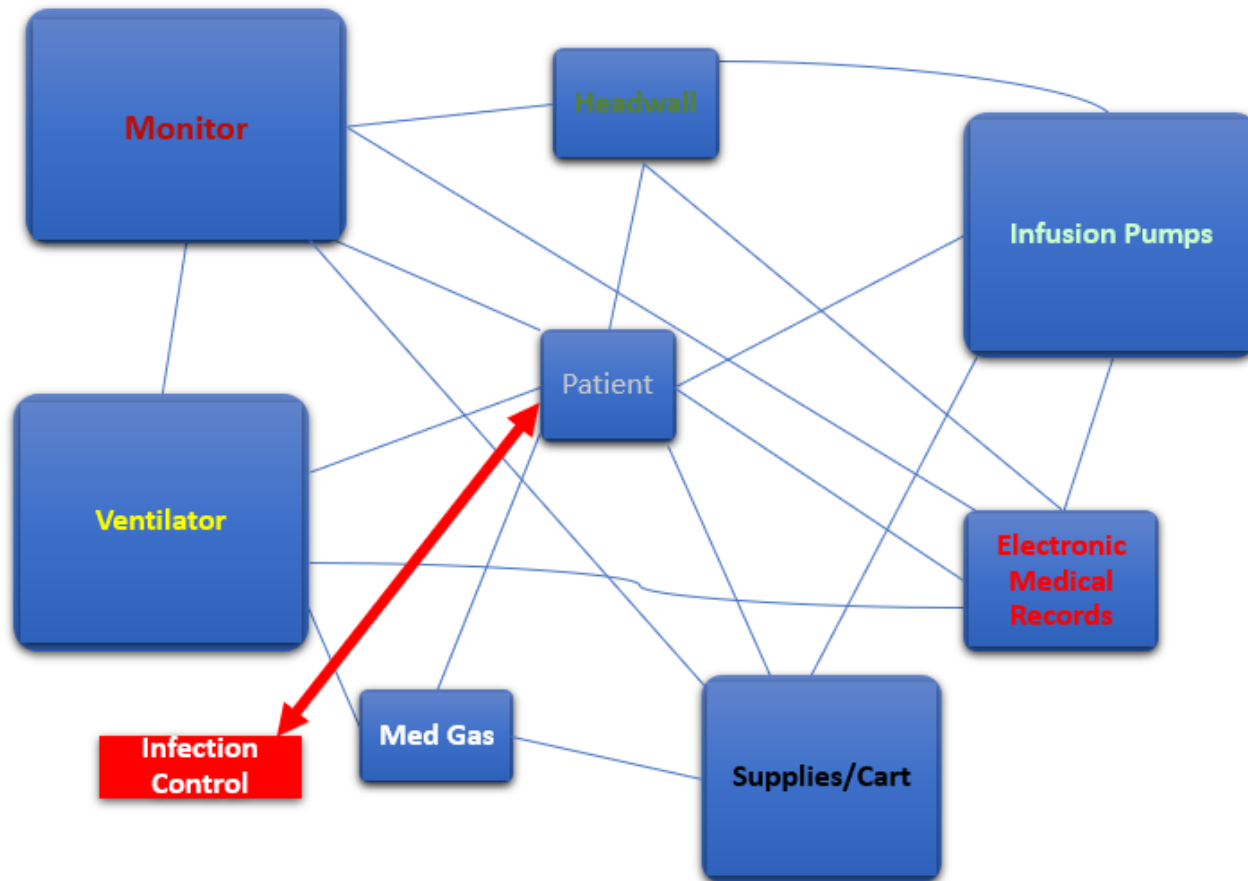 Monitor
Headwall
Infusion Pumps
Patient
Ventilator
Electronic
Medical
Records
Med Gas
Infection
Control
Supplies/Cart